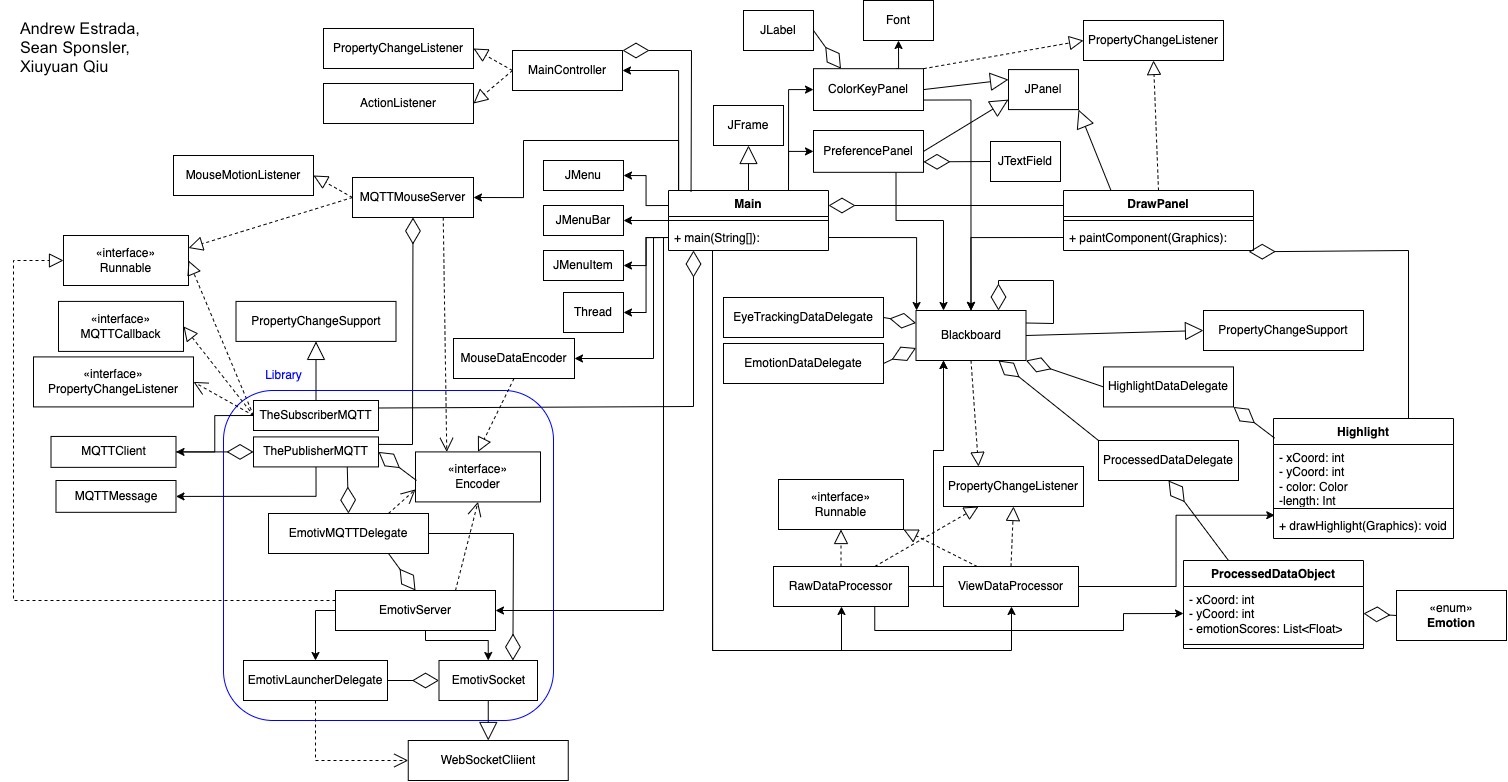 Andrew Estrada,
Sean Sponsler,
Xiuyuan Qiu
PropertyChangeListener
ActionListener
MainController
JLabel
Font
PropertyChangeListener
ColorKeyPanel
JPanel
JFrame
PreferencePanel
JTextField
MouseMotionListener
MQTTMouseServer
JMenu
JMenuBar
JMenuItem
Thread
Main
+ main(String[]):
DrawPanel
+ paintComponent(Graphics):
«interface»
Runnable
«interface»
MQTTCallback
«interface»
PropertyChangeListener
PropertyChangeSupport
MouseDataEncoder
EyeTrackingDataDelegate
EmotionDataDelegate
Blackboard
PropertyChangeSupport
HighlightDataDelegate
Library
TheSubscriberMQTT
ThePublisherMQTT
MQTTClient
MQTTMessage
«interface»
Encoder
EmotivMQTTDelegate
EmotivServer
EmotivLauncherDelegate
EmotivSocket
WebSocketCliient
ProcessedDataDelegate
PropertyChangeListener
«interface»
Runnable
RawDataProcessor
ViewDataProcessor
Highlight
- xCoord: int
- yCoord: int
- color: Color
-length: Int
+ drawHighlight(Graphics): void
ProcessedDataObject
- xCoord: int
- yCoord: int
- emotionScores: List<Float>
«enum»
Emotion